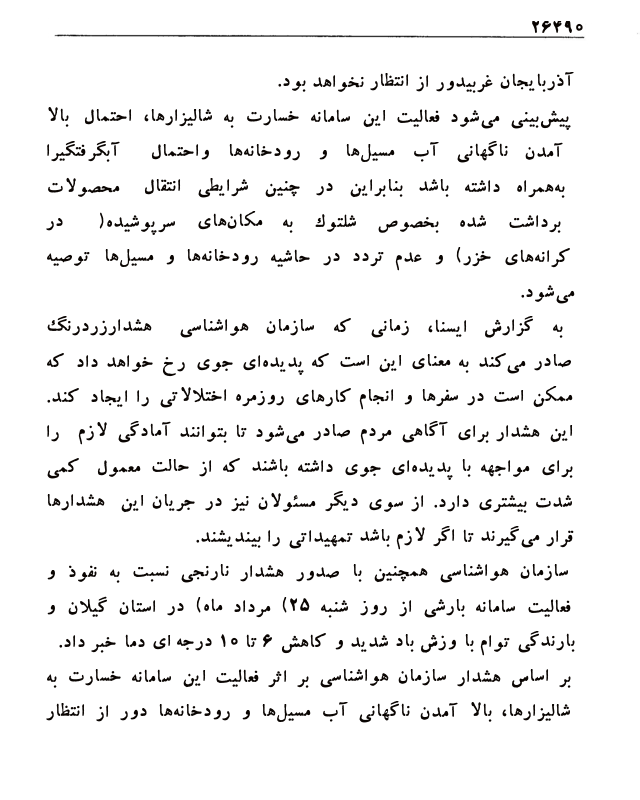 ۲۶۴۹۰
آذربایجان غربیدور از انتظار نخواهد بود.
پیش‌بینی می‌شود فعالیت این سامانه خسارت به شالیزارها، احتمال بالا
آمدن ناگهانی آب مسیل‌ها و رودخانه‌ها واحتمال آبگرفتگیرا
به‌همراه داشته باشد بنابراین در چنین شرایطی انتقال محصولات
برداشت شده بخصوص شلتوك به مکان‌های سرپوشیده( در
کرانه‌های خزر) و عدم تردد در حاشیه رودخانه‌ها و مسیل‌ها توصیه
می‌شود.
به گزارش ایسنا، زمانی که سازمان هواشناسی هشدارزردرنگ
صادر می‌کند به معنای این است که پدیده‌ای جوی رخ خواهد داد که
ممکن است در سفرها و انجام کارهای روزمره اختلالاتی را ایجاد کند.
این هشدار برای آگاهی مردم صادر می‌شود تا بتوانند آمادگی لازم را
برای مواجهه با پدیده‌ای جوی داشته باشند که از حالت معمول کمی
شدت بیشتری دارد. از سوی دیگر مسئولان نیز در جریان این هشدارها
قرار می‌گیرند تا اگر لازم باشد تمهیداتی را بیندیشند.
سازمان هواشناسی همچنین با صدور هشدار نارنجی نسبت به نفوذ و
فعالیت سامانه بارشی از روز شنبه ۲۵) مرداد ماه) در استان گیلان و
بارندگی توام با وزش باد شدید و کاهش ۶ تا ۱۰ درجه ای دما خبر داد.
بر اساس هشدار سازمان هواشناسی بر اثر فعالیت این سامانه خسارت به
شالیزارها، بالا آمدن ناگهانی آب مسیل‌ها و رودخانه‌ها دور از انتظار